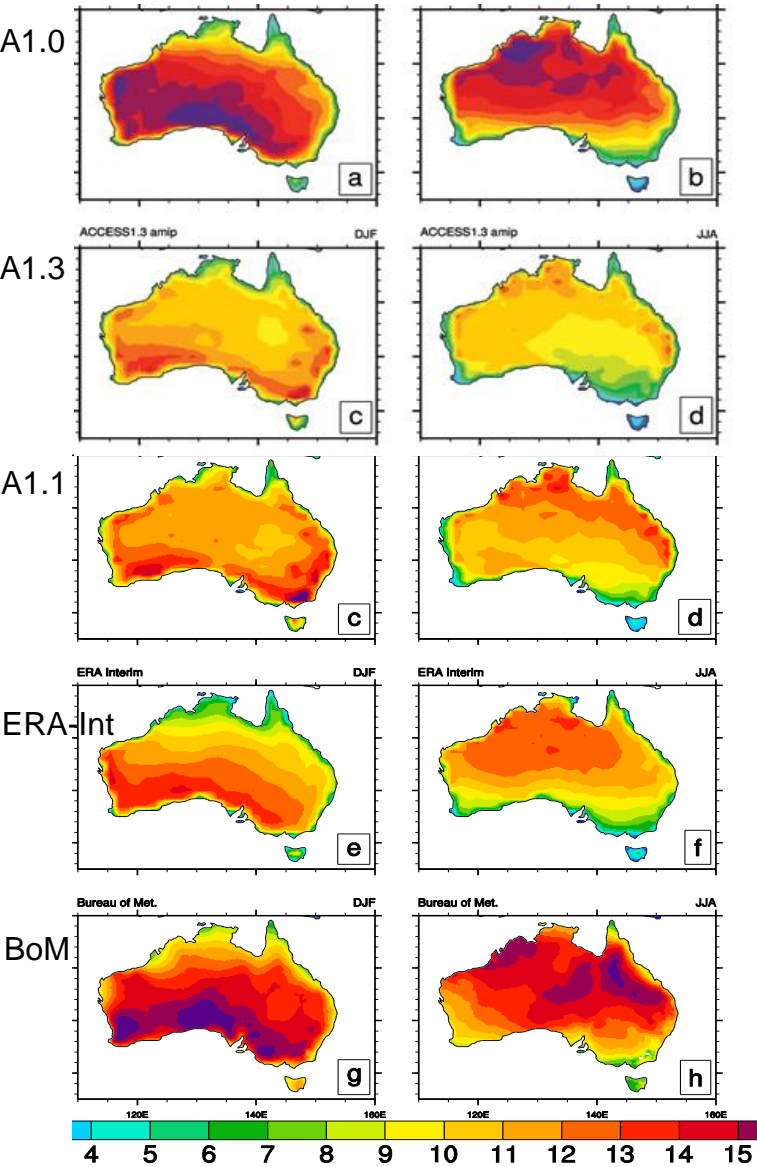 A1.0
a
b
ACCESS1.3 amip DJF
ACCESS1.3 amip JJA
A1.3
c
d
A1.1
c
d
ERA Interim DJF
ERA Interim JJA
ERA-Int
e
f
Bureau of Met. DJF
Bureau of Met. JJA
BoM
g
h
120E 140E 160E
120E 140E 160E
4 5 6 7 8 9 10 11 12 13 14 15